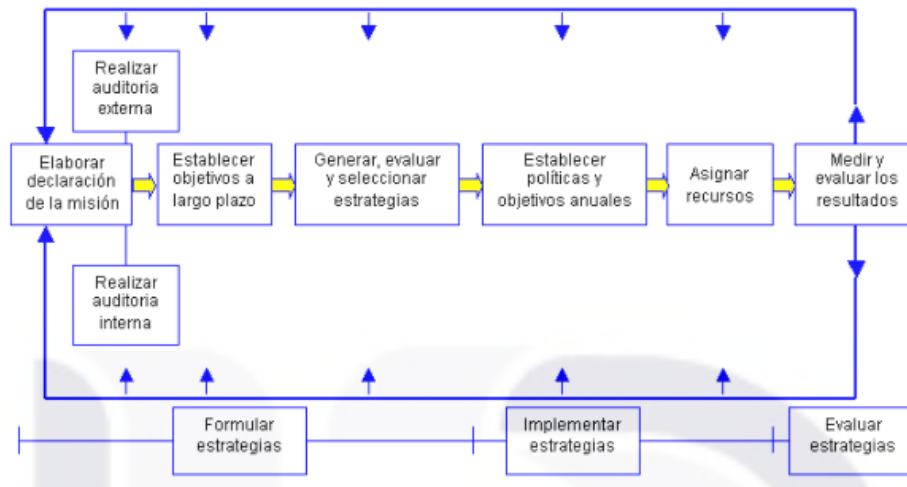 Realizar
auditoria
externa
Elaborar
declaración
de la misión
Establecer
objetivos a
largo plazo
Generar, evaluar
y seleccionar
estrategias
Establecer
políticas y
objetivos anuales
Asignar
recursos
Medir y
evaluar los
resultados
Realizar
auditoria
interna
Formular
estrategias
Implementar
estrategias
Evaluar
estrategias